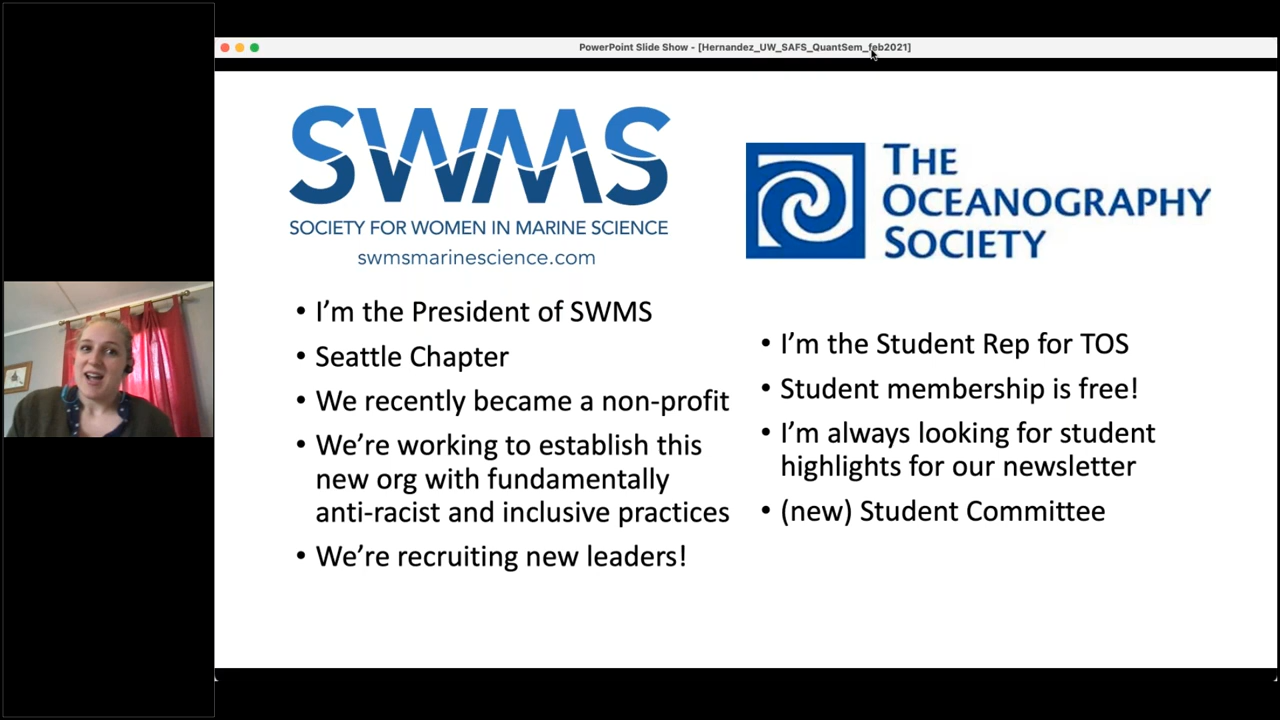 PowerPoint Slide Show - [Hernandez_UW_SAFS_QuantSem_feb2021]
SWMS
SOCIETY FOR WOMEN IN MARINE SCIENCE
swmsmarinescience.com
• I'm the President of SWMS
• Seattle Chapter
• We recently became a non-profit
• We're working to establish this
new org with fundamentally
anti-racist and inclusive practices
• We're recruiting new leaders!
THE
OCEANOGRAPHY
SOCIETY
• I'm the Student Rep for TOS
• Student membership is free!
• I'm always looking for student
highlights for our newsletter
• (new) Student Committee